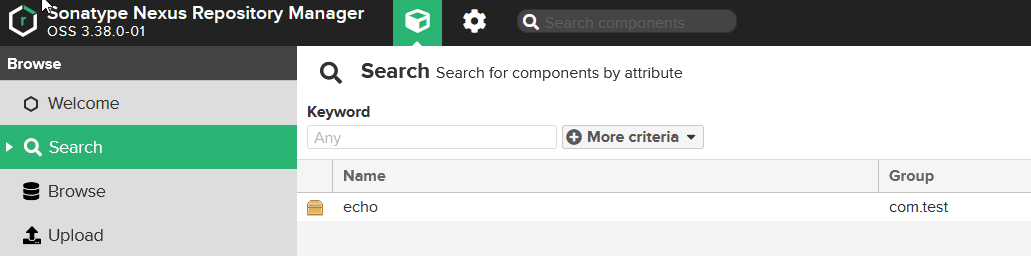 Sonatype Nexus Repository Manager
OSS 3.38.0-01
Search components
Browse
Welcome
Search
Browse
Upload
Search Search for components by attribute
Keyword
Any More criteria
Name Group
echo com.test